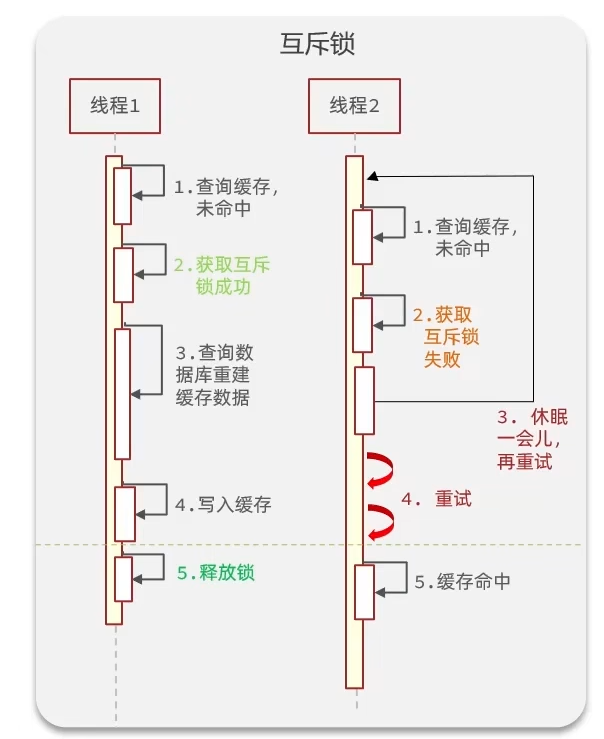 互斥锁
线程1
线程2
1.查询缓存，
未命中
2.获取互斥
锁成功
3.查询数
据库重建
缓存数据
4.写入缓存
5.释放锁
1.查询缓存，
未命中
2.获取
互斥锁
失败
3. 休眠
一会儿，
再重试
4. 重试
5.缓存命中